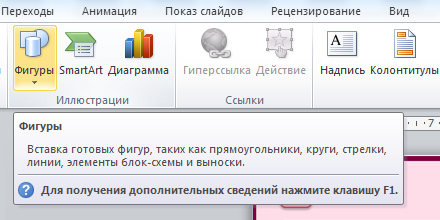 Переходы Анимация Показ слайдов Рецензирование Вид
Фигуры SmartArt Диаграмма Гиперссылка Действие Надпись Колонтитулы
Иллюстрации Ссылки
7
Фигуры
Вставка готовых фигур, таких как прямоугольники, круги, стрелки,
линии, элементы блок-схемы и выноски.
Для получения дополнительных сведений нажмите клавишу F1.